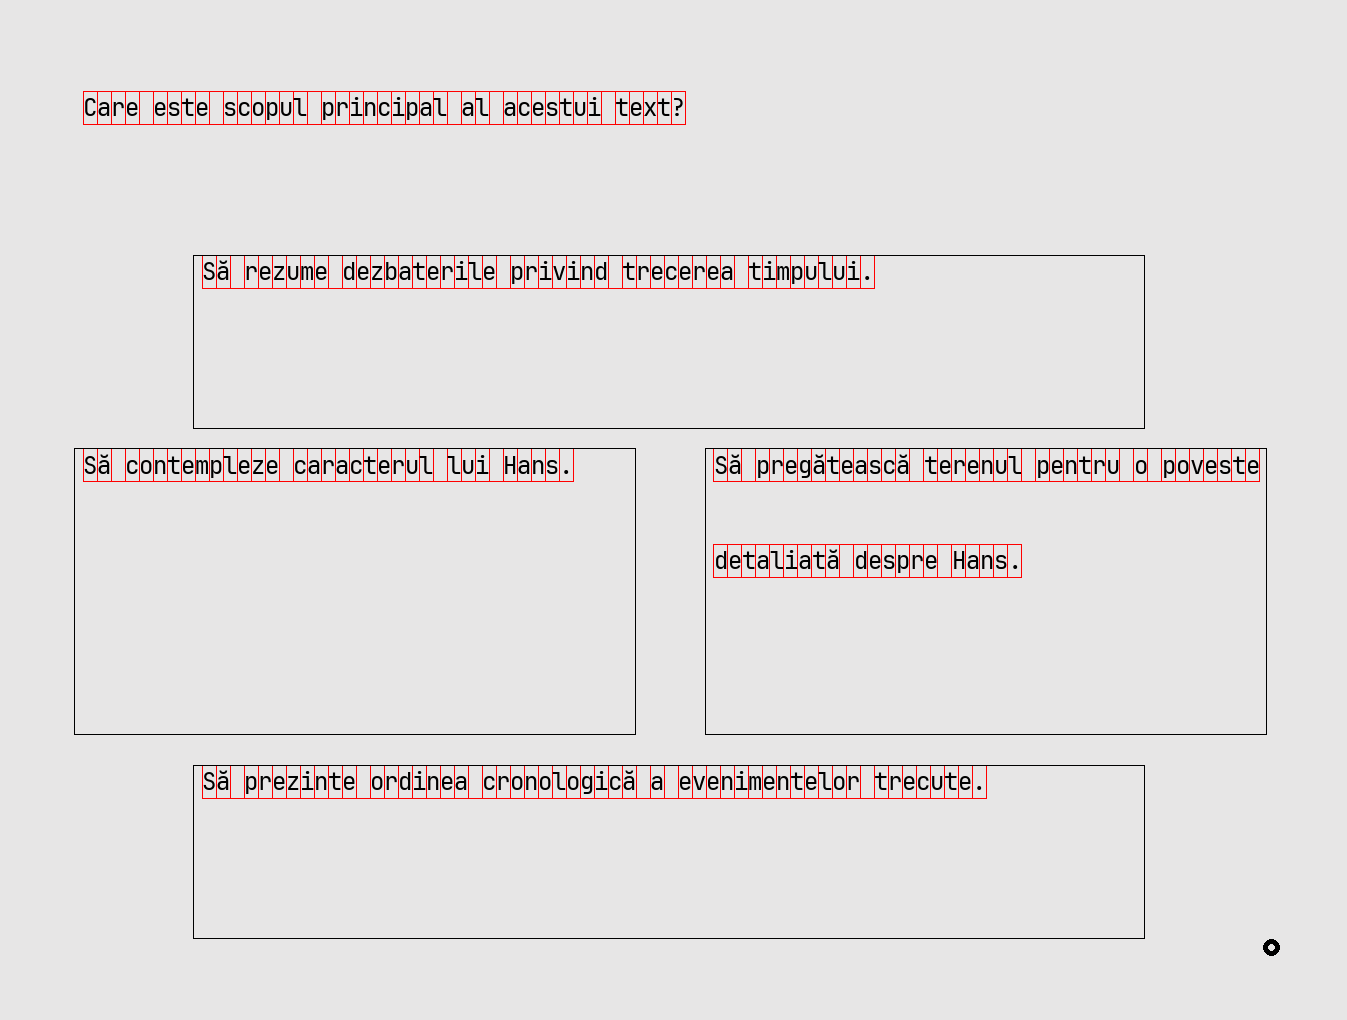 Care este scopul principal al acestui text?
Să rezume dezbaterile privind trecerea timpului.
Să contempleze caracterul lui Hans.
Să pregătească terenul pentru o poveste
detaliată despre Hans.
Să prezinte ordinea cronologică a evenimentelor trecute.